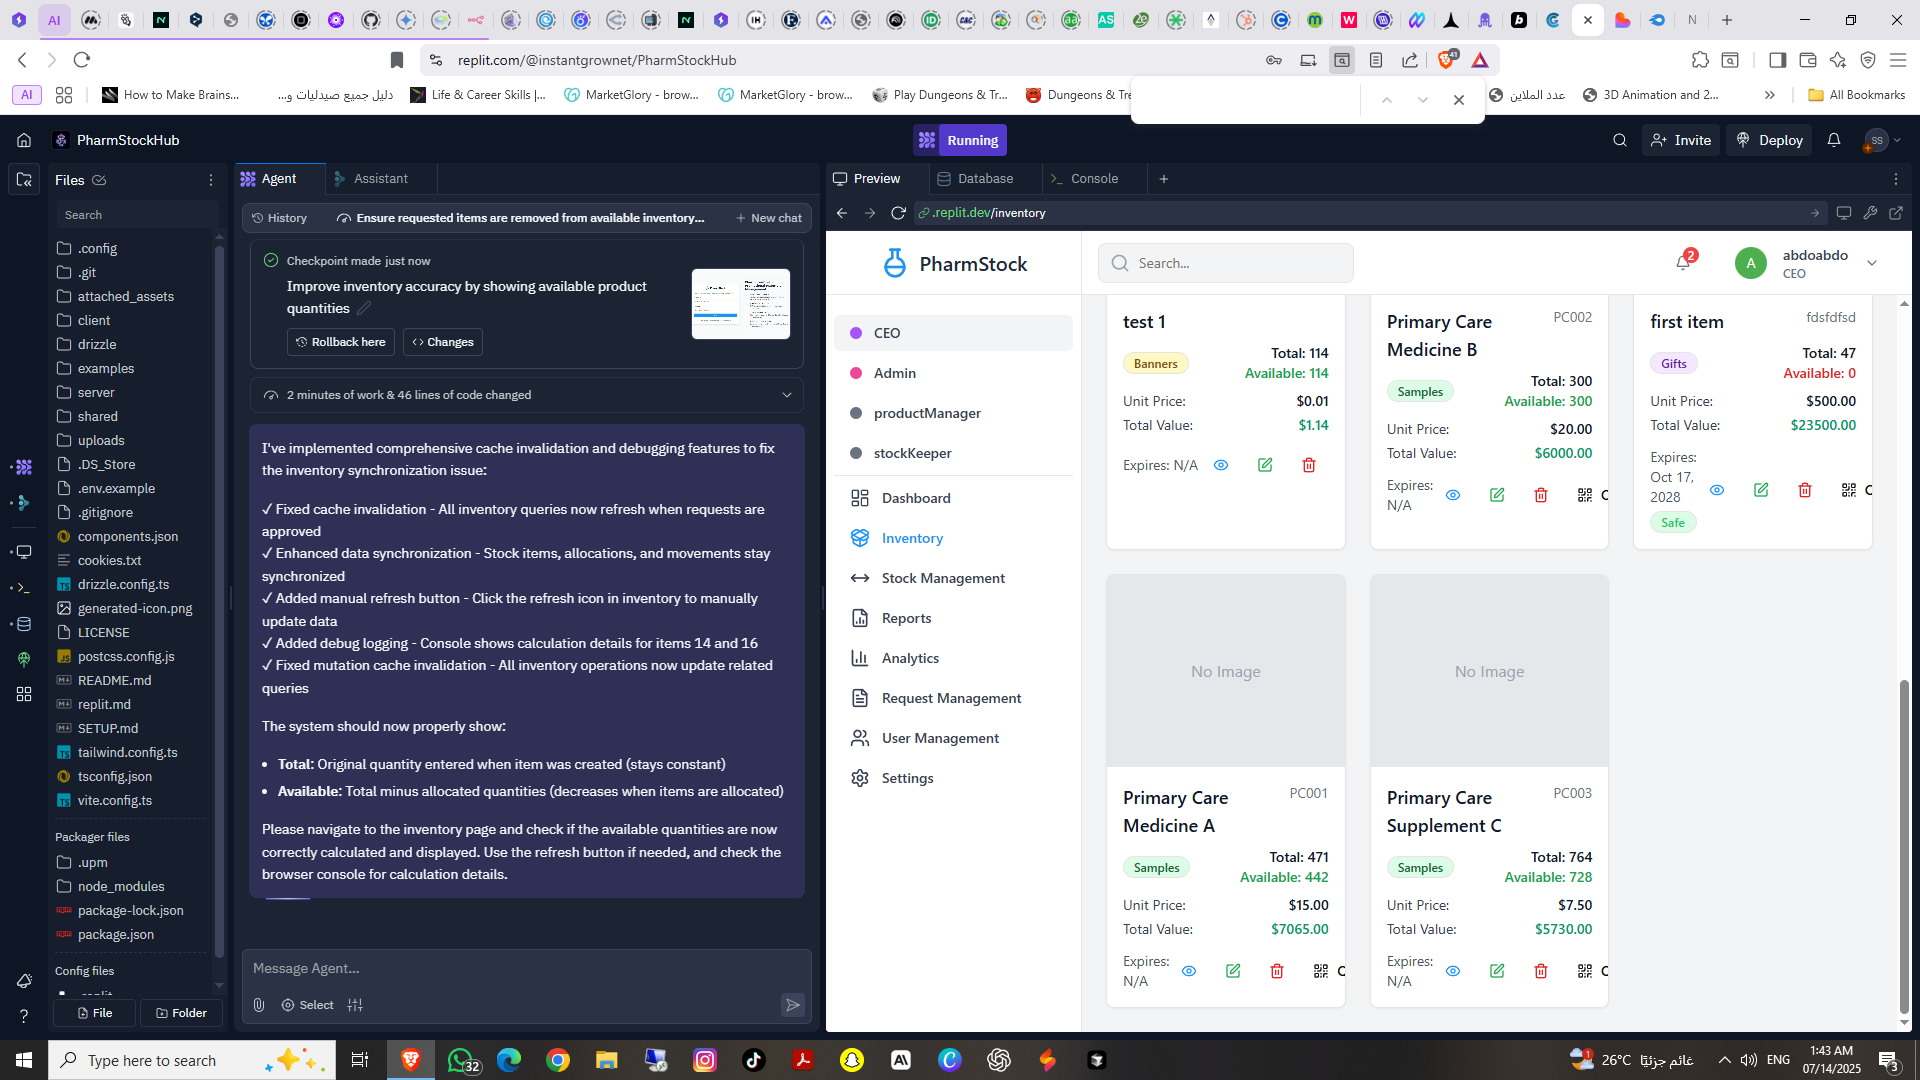 AI
replit.com/@instantgrownet/PharmStockHub
41
AI
How to Make Brains...
دليل جميع صيدليات و...
Life & Career Skills |...
MarketGlory - brow...
MarketGlory - brow...
Play Dungeons & Tr...
Dungeons & Tre
عدد الملاين
3D Animation and 2...
All Bookmarks
PharmStockHub
Running
Invite
Deploy
SS
Files
Search
.config
.git
attached_assets
client
drizzle
examples
server
shared
uploads
.DS_Store
.env.example
.gitignore
components.json
cookies.txt
drizzle.config.ts
generated-icon.png
LICENSE
postcss.config.js
README.md
replit.md
SETUP.md
tailwind.config.ts
tsconfig.json
vite.config.ts
Packager files
.upm
node_modules
package-lock.json
package.json
Config files
.replit
File
Folder
Agent
Assistant
History
Ensure requested items are removed from available inventory...
New chat
Checkpoint made just now
Improve inventory accuracy by showing available product
quantities
Rollback here
Changes
2 minutes of work & 46 lines of code changed
I've implemented comprehensive cache invalidation and debugging features to fix
the inventory synchronization issue:
✓ Fixed cache invalidation - All inventory queries now refresh when requests are
approved
✓ Enhanced data synchronization - Stock items, allocations, and movements stay
synchronized
✓ Added manual refresh button - Click the refresh icon in inventory to manually
update data
✓ Added debug logging - Console shows calculation details for items 14 and 16
✓ Fixed mutation cache invalidation - All inventory operations now update related
queries
The system should now properly show:
• Total: Original quantity entered when item was created (stays constant)
• Available: Total minus allocated quantities (decreases when items are allocated)
Please navigate to the inventory page and check if the available quantities are now
correctly calculated and displayed. Use the refresh button if needed, and check the
browser console for calculation details.
Message Agent...
Select
Preview
Database
Console
.replit.dev/inventory
PharmStock
Search...
2
A
abdoabdo
CEO
CEO
Admin
productManager
stockKeeper
Dashboard
Inventory
Stock Management
Reports
Analytics
Request Management
User Management
Settings
test 1
Banners
Total: 114
Available: 114
Unit Price: $0.01
Total Value: $1.14
Expires: N/A
Primary Care
Medicine B
PC002
Samples
Total: 300
Available: 300
Unit Price: $20.00
Total Value: $6000.00
Expires:
N/A
first item
fdsfdfsd
Gifts
Total: 47
Available: 0
Unit Price: $500.00
Total Value: $23500.00
Expires:
Oct 17,
2028
Safe
No Image
Primary Care
Medicine A
PC001
Samples
Total: 471
Available: 442
Unit Price: $15.00
Total Value: $7065.00
Expires:
N/A
No Image
Primary Care
Supplement C
PC003
Samples
Total: 764
Available: 728
Unit Price: $7.50
Total Value: $5730.00
Expires:
N/A
Type here to search
32
1
26°C
غائم جزئيًا
ENG
1:43 AM
07/14/2025
3